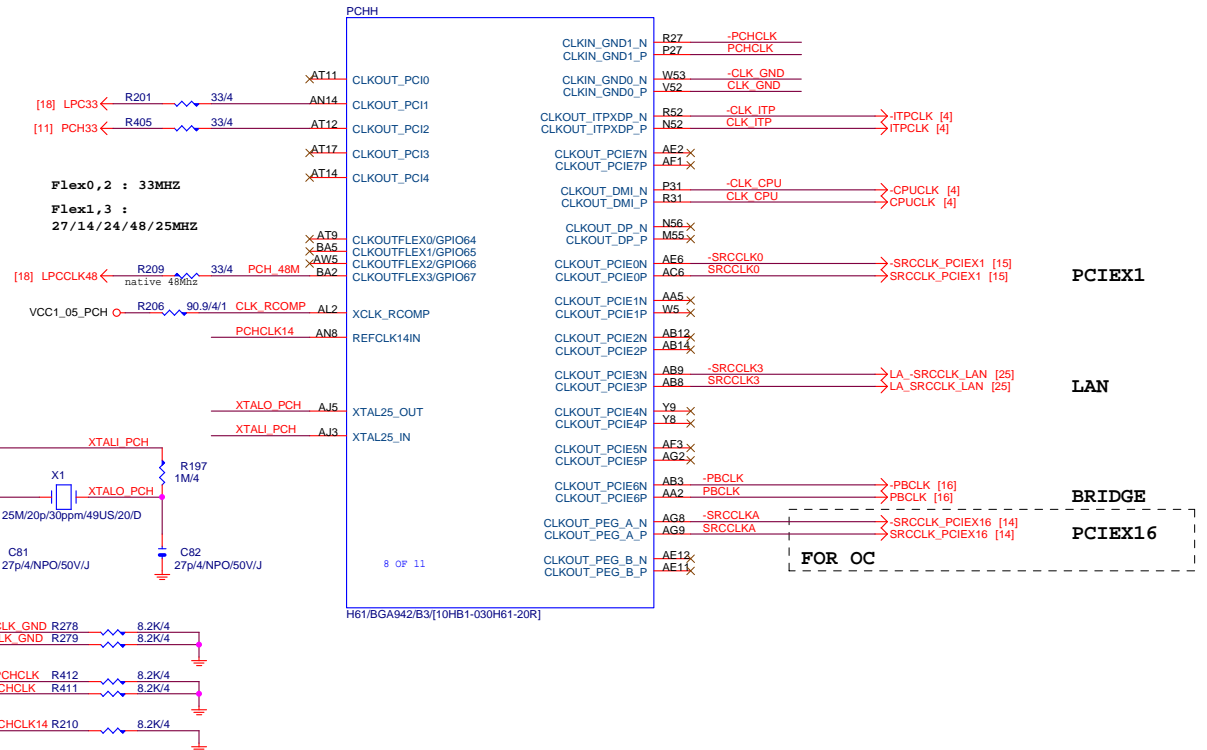 PCHH
CLKIN_GND1_N R27 -PCHCLK
CLKIN_GND1_P P27 PCHCLK
AT11 CLKOUT_PCI0
CLKIN_GND0_N W53 -CLK_GND
CLKIN_GND0_P V52 CLK_GND
[18] LPC33 R201 33/4 AN14 CLKOUT_PCI1
CLKOUT_ITPXDP_N R52 -CLK_ITP -ITPCLK [4]
CLKOUT_ITPXDP_P N52 CLK_ITP ITPCLK [4]
[11] PCH33 R405 33/4 AT12 CLKOUT_PCI2
AT17 CLKOUT_PCI3
CLKOUT_PCIE7N AE2
CLKOUT_PCIE7P AF1
AT14 CLKOUT_PCI4
Flex0,2 : 33MHZ
CLKOUT_DMI_N P31 -CLK_CPU -CPUCLK [4]
CLKOUT_DMI_P R31 CLK_CPU CPUCLK [4]
Flex1,3 :
27/14/24/48/25MHZ
CLKOUT_DP_N N56
CLKOUT_DP_P M55
AT9 CLKOUTFLEX0/GPIO64
BA5 CLKOUTFLEX1/GPIO65
AW5 CLKOUTFLEX2/GPIO66
[18] LPCCLK48 R209 33/4 PCH_48M BA2 CLKOUTFLEX3/GPIO67
native 48Mhz
CLKOUT_PCIE0N AE6 -SRCCLK0 -SRCCLK_PCIEX1 [15]
CLKOUT_PCIE0P AC6 SRCCLK0 SRCCLK_PCIEX1 [15]
PCIEX1
VCC1_05_PCH R206 90.9/4/1 CLK_RCOMP AL2 XCLK_RCOMP
CLKOUT_PCIE1N AA5
CLKOUT_PCIE1P W5
PCHCLK14 AN8 REFCLK14IN
CLKOUT_PCIE2N AB12
CLKOUT_PCIE2P AB14
CLKOUT_PCIE3N AB9 -SRCCLK3 LA_-SRCCLK_LAN [25]
CLKOUT_PCIE3P AB8 SRCCLK3 LA_SRCCLK_LAN [25]
LAN
XTALO_PCH AJ5 XTAL25_OUT
CLKOUT_PCIE4N Y9
CLKOUT_PCIE4P Y8
XTALI_PCH AJ3 XTAL25_IN
CLKOUT_PCIE5N AF3
CLKOUT_PCIE5P AG2
XTALI_PCH
R197
1M/4
X1
XTALO_PCH
25M/20p/30ppm/49US/20/D
CLKOUT_PCIE6N AB3 -PBCLK -PBCLK [16]
CLKOUT_PCIE6P AA2 PBCLK PBCLK [16]
BRIDGE
CLKOUT_PEG_A_N AG8 -SRCCLKA -SRCCLK_PCIEX16 [14]
CLKOUT_PEG_A_P AG9 SRCCLKA SRCCLK_PCIEX16 [14]
PCIEX16
FOR OC
CLKOUT_PEG_B_N AE12
CLKOUT_PEG_B_P AE11
C81
27p/4/NPO/50V/J
C82
27p/4/NPO/50V/J
8 OF 11
H61/BGA942/B3/[10HB1-030H61-20R]
CLK_GND R278 8.2K/4
LK_GND R279 8.2K/4
PCHCLK R412 8.2K/4
CHCLK R411 8.2K/4
CHCLK14 R210 8.2K/4